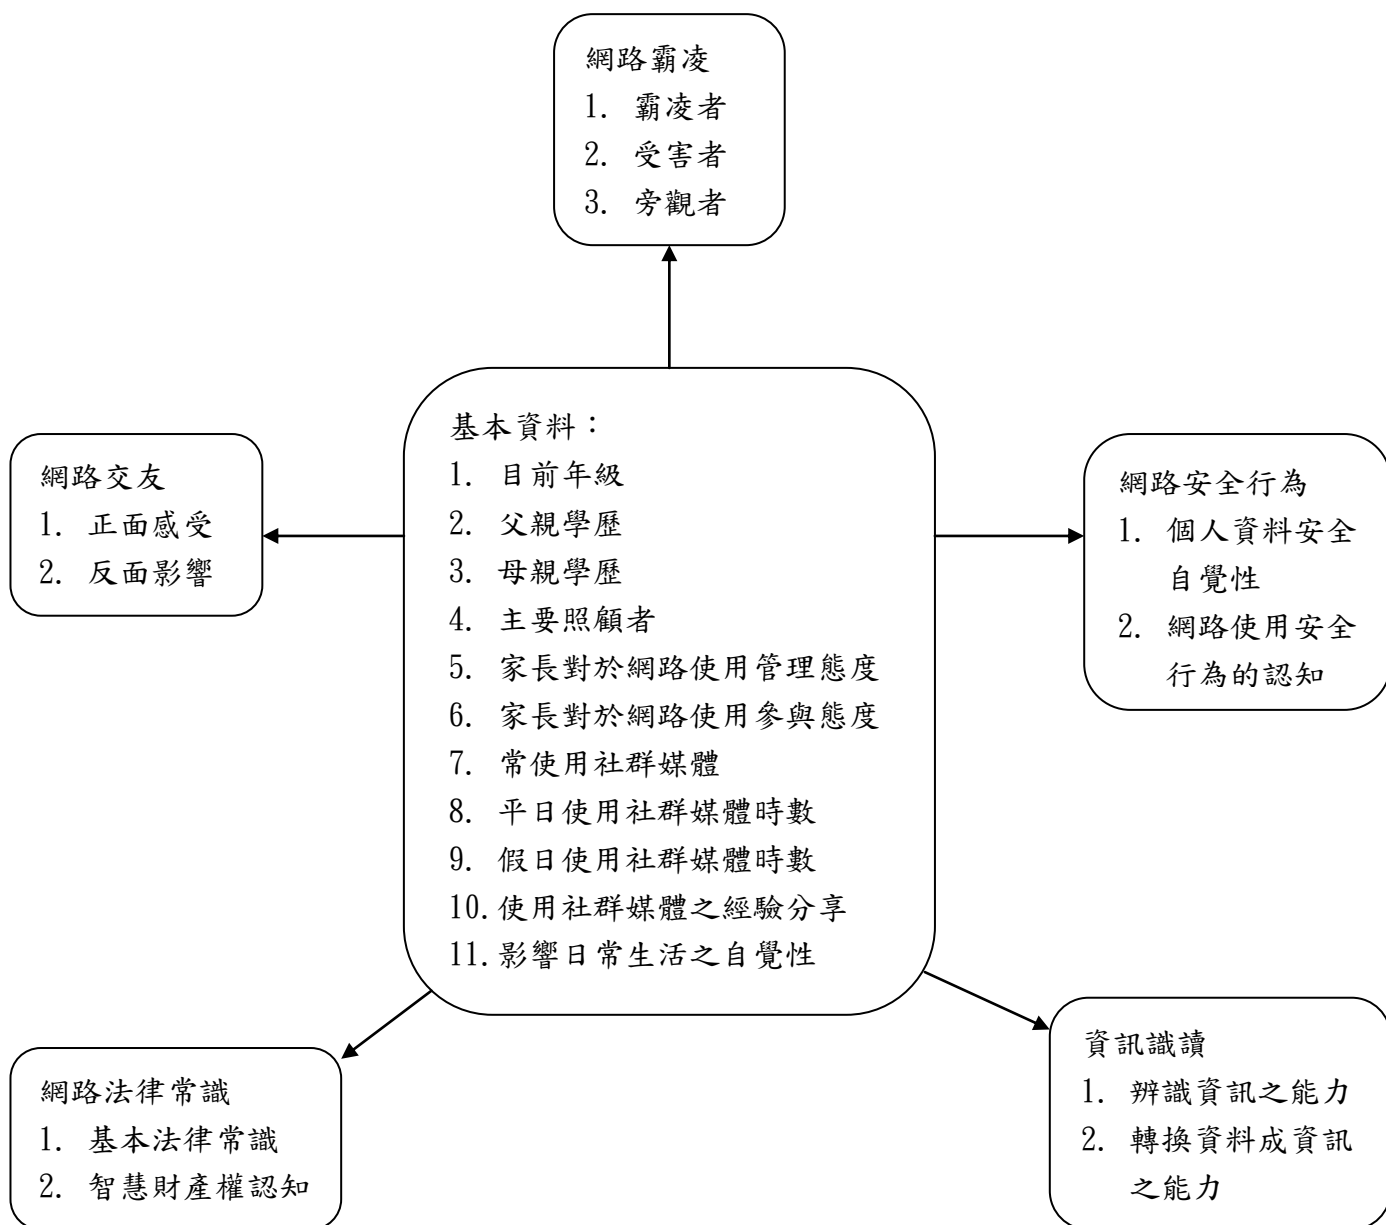 網路霸凌
1. 霸凌者
2. 受害者
3. 旁觀者
基本資料：
1. 目前年級
2. 父親學歷
3. 母親學歷
4. 主要照顧者
5. 家長對於網路使用管理態度
6. 家長對於網路使用參與態度
7. 常使用社群媒體
8. 平日使用社群媒體時數
9. 假日使用社群媒體時數
10. 使用社群媒體之經驗分享
11. 影響日常生活之自覺性
網路交友
1. 正面感受
2. 反面影響
網路安全行為
1. 個人資料安全
自覺性
2. 網路使用安全
行為的認知
網路法律常識
1. 基本法律常識
2. 智慧財產權認知
資訊識讀
1. 辨識資訊之能力
2. 轉換資料成資訊
之能力